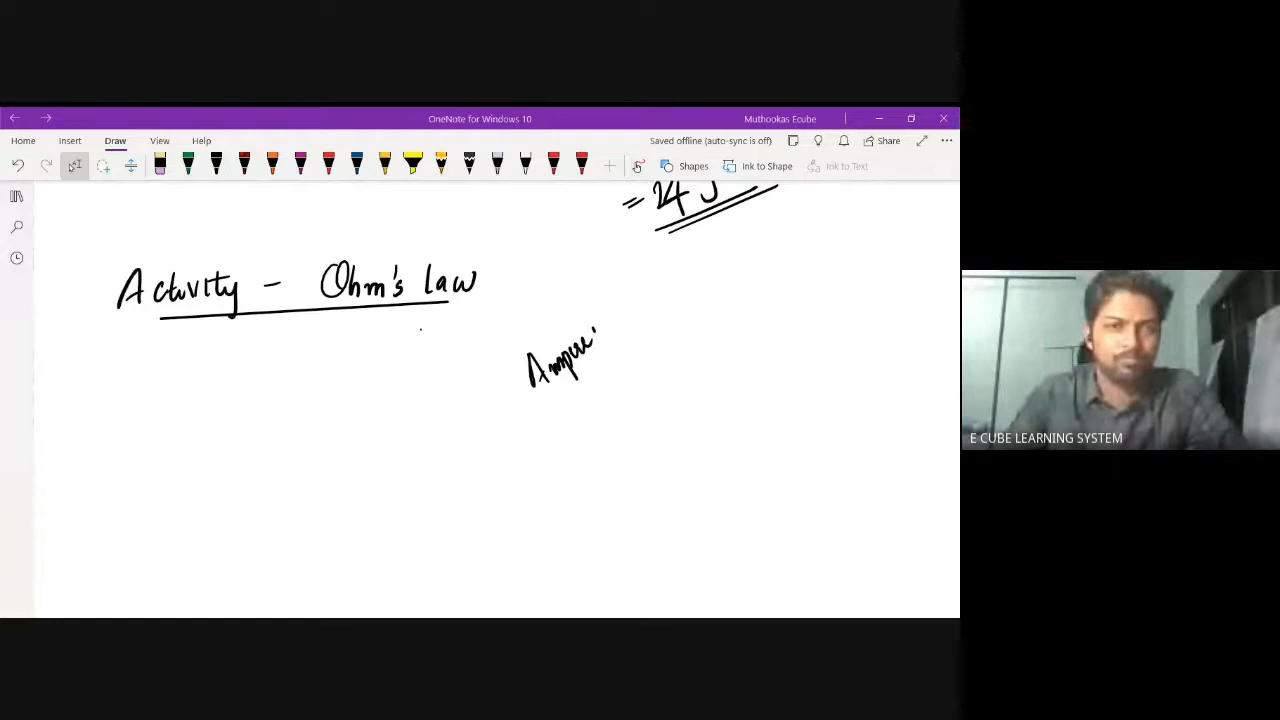 OneNote for Windows 10
Muthookas Ecube
Home Insert Draw View Help
Saved offline (auto-sync is off)
Share
Shapes
Ink to Shape
Ink to Text
= 24 J
Activity - Ohm's law
Ampere
E CUBE LEARNING SYSTEM